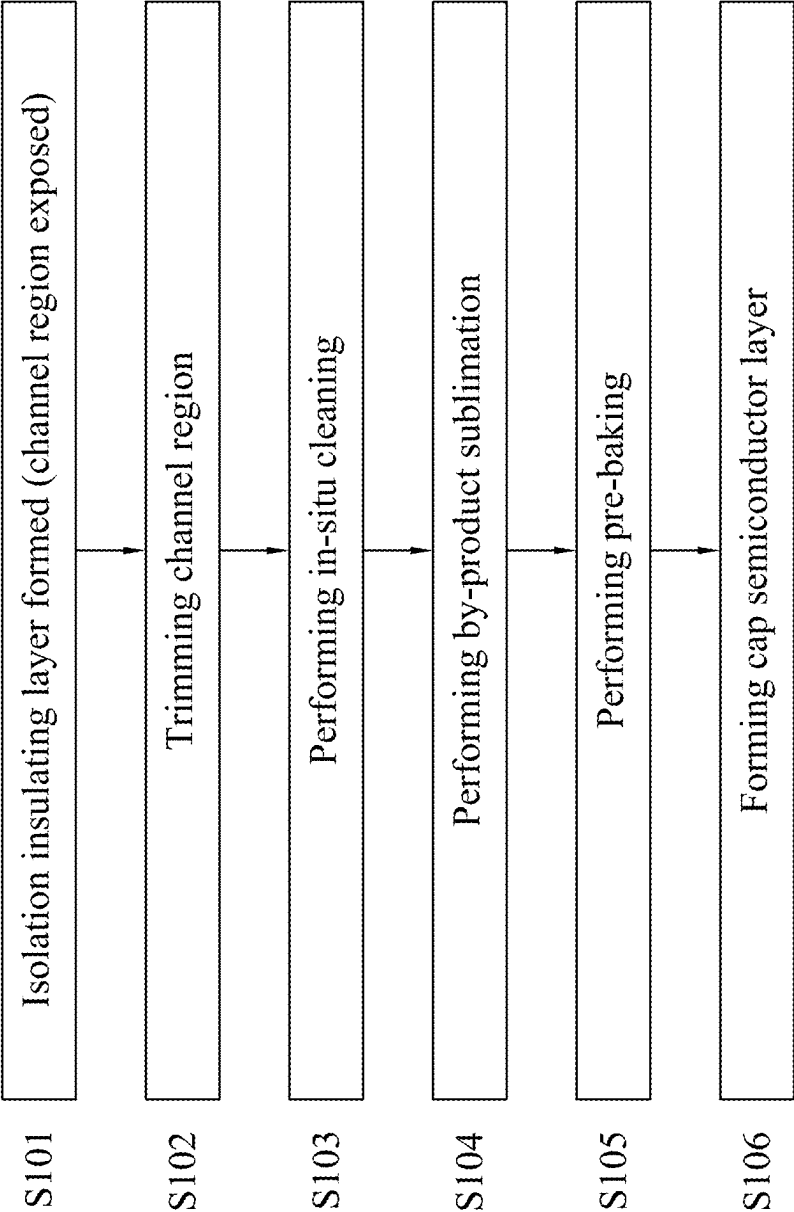 S101
Isolation insulating layer formed (channel region exposed)
S102
Trimming channel region
S103
Performing in-situ cleaning
S104
Performing by-product sublimation
S105
Performing pre-baking
S106
Forming cap semiconductor layer